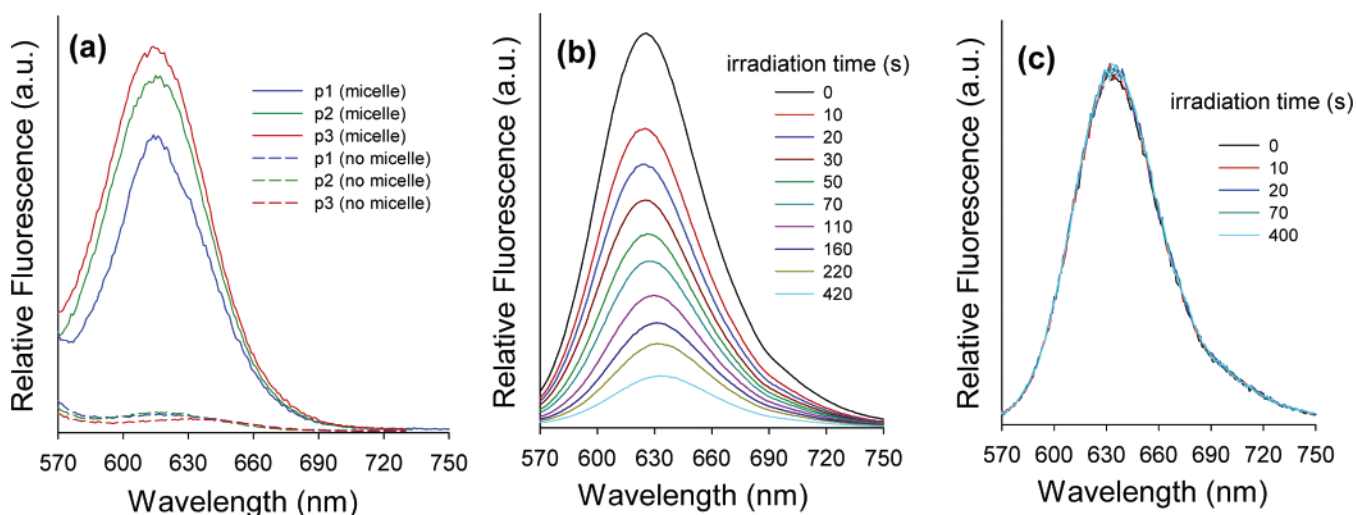 (a)
Relative Fluorescence (a.u.)
p1 (micelle)
p2 (micelle)
p3 (micelle)
p1 (no micelle)
p2 (no micelle)
p3 (no micelle)
570 600 630 660 690 720 750
Wavelength (nm)
(b)
Relative Fluorescence (a.u.)
irradiation time (s)
0
10
20
30
50
70
110
160
220
420
570 600 630 660 690 720 750
Wavelength (nm)
(c)
Relative Fluorescence (a.u.)
irradiation time (s)
0
10
20
70
400
570 600 630 660 690 720 750
Wavelength (nm)